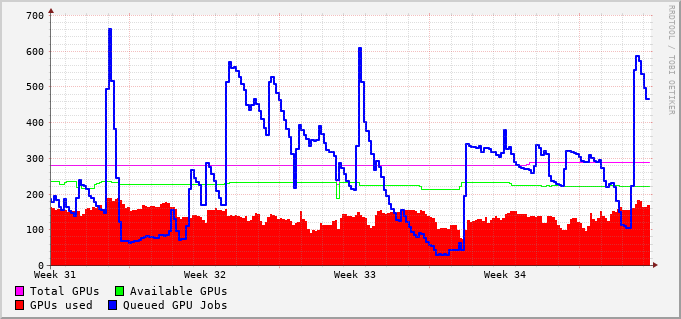 700
600
500
400
300
200
100
0
Week 31 Week 32 Week 33 Week 34
Total GPUs Available GPUs
GPUs used Queued GPU Jobs
RRDTOOL / TOBI OETIKER